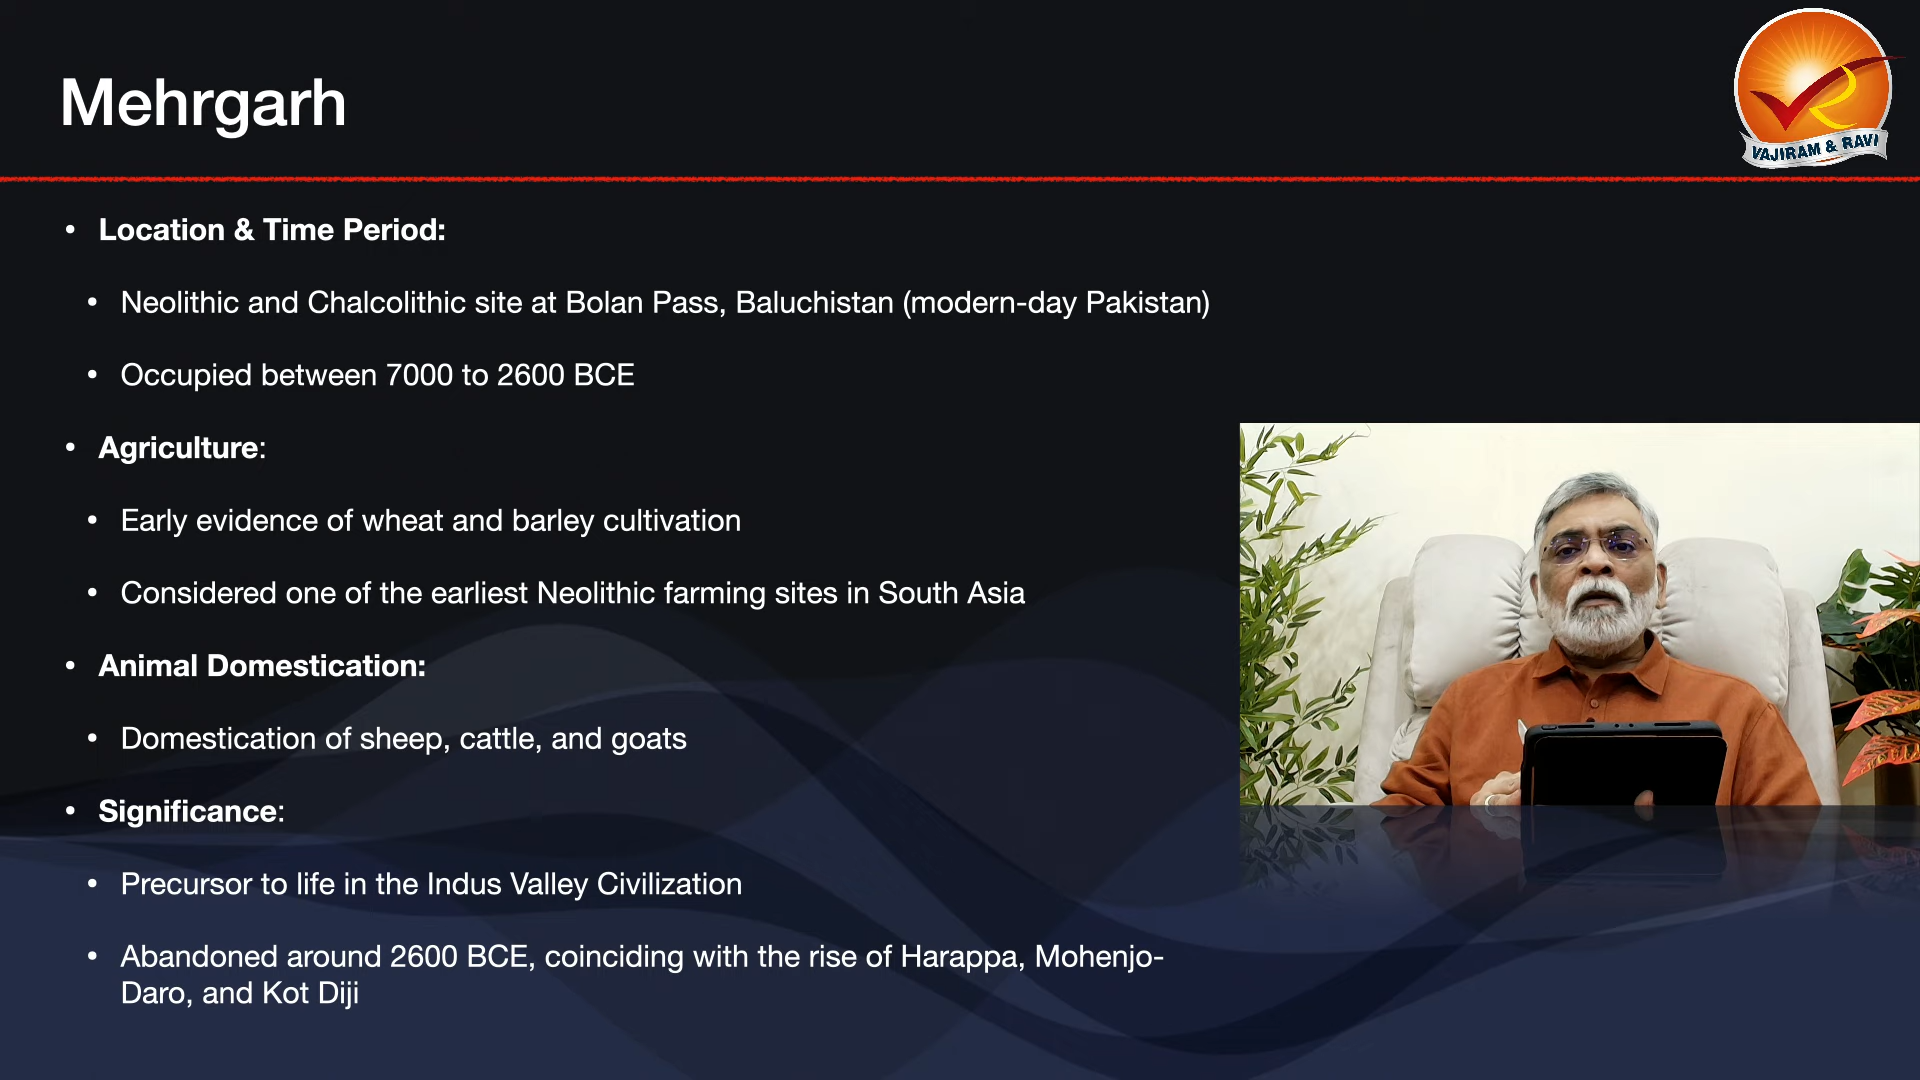 Mehrgarh
VAJIRAM & RAVI
• Location & Time Period:
• Neolithic and Chalcolithic site at Bolan Pass, Baluchistan (modern-day Pakistan)
• Occupied between 7000 to 2600 BCE
• Agriculture:
• Early evidence of wheat and barley cultivation
• Considered one of the earliest Neolithic farming sites in South Asia
• Animal Domestication:
• Domestication of sheep, cattle, and goats
• Significance:
• Precursor to life in the Indus Valley Civilization
• Abandoned around 2600 BCE, coinciding with the rise of Harappa, Mohenjo-
Daro, and Kot Diji